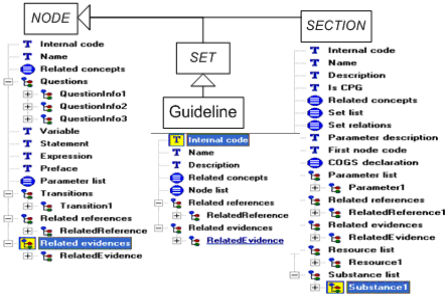 NODE
Internal code
Name
Related concepts
Questions
QuestionInfo1
QuestionInfo2
QuestionInfo3
Variable
Statement
Expression
Preface
Parameter list
Transitions
Transition1
Related references
RelatedReference
Related evidences
RelatedEvidence
SET
Guideline
Internal code
Name
Description
Related concepts
Node list
Related references
RelatedReference
Related evidences
RelatedEvidence
SECTION
Internal code
Name
Description
Is CPG
Related concepts
Set list
Set relations
Parameter description
First node code
COGS declaration
Parameter list
Parameter1
Related references
RelatedReference1
Related evidences
RelatedEvidence
Resource list
Resource1
Substance list
Substance1